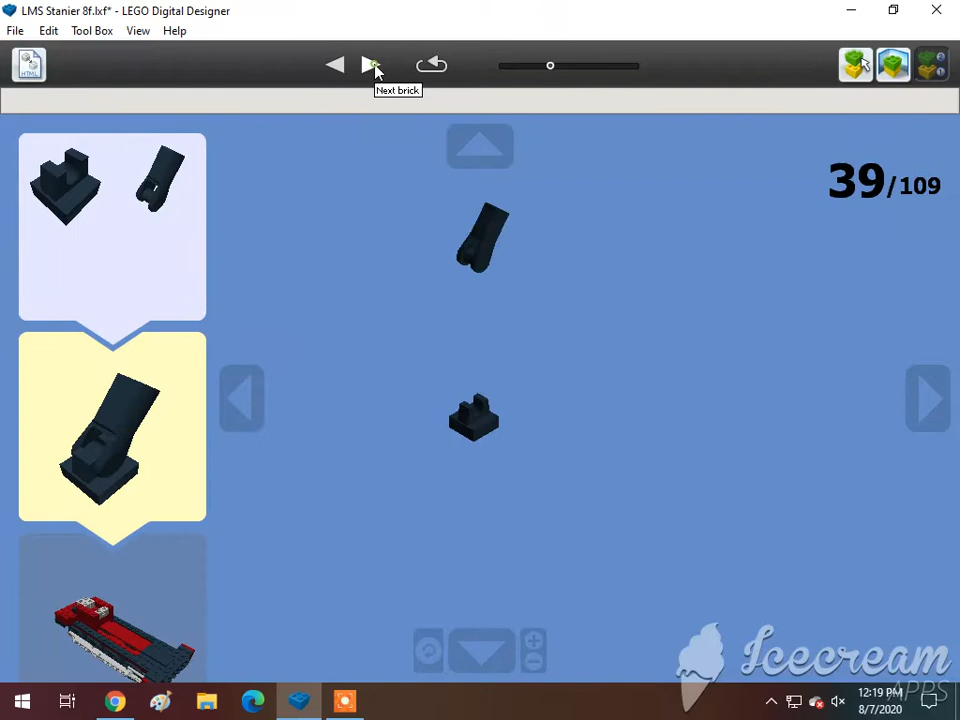 LMS Stanier 8f.lxf* - LEGO Digital Designer
File Edit Tool Box View Help
HTML
Next brick
39/109
Icecream
APPS
12:19 PM
8/7/2020